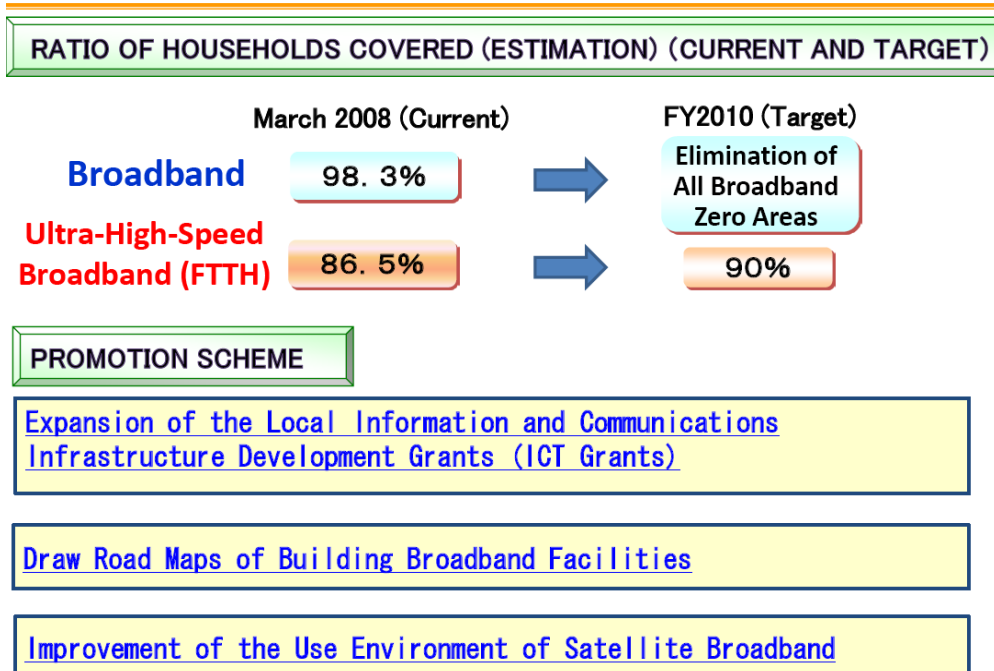 RATIO OF HOUSEHOLDS COVERED (ESTIMATION) (CURRENT AND TARGET)
March 2008 (Current)
FY2010 (Target)
Broadband
98. 3%
Elimination of
All Broadband
Zero Areas
Ultra-High-Speed
Broadband (FTTH)
86. 5%
90%
PROMOTION SCHEME
Expansion of the Local Information and Communications
Infrastructure Development Grants (ICT Grants)
Draw Road Maps of Building Broadband Facilities
Improvement of the Use Environment of Satellite Broadband